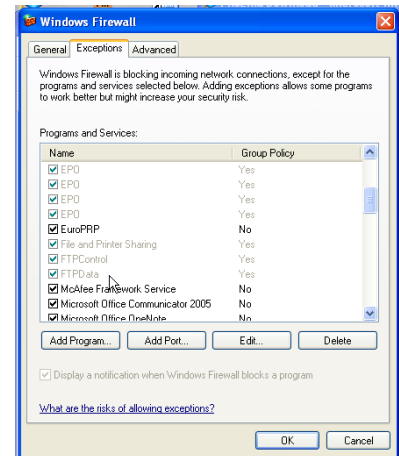 Windows Firewall
General Exceptions Advanced
Windows Firewall is blocking incoming network connections, except for the
programs and services selected below. Adding exceptions allows some programs
to work better but might increase your security risk.
Programs and Services:
Name Group Policy
EPO Yes
EPO Yes
EPO Yes
EPO Yes
EuroPRP No
File and Printer Sharing Yes
FTPControl Yes
FTPData Yes
McAfee Framework Service No
Microsoft Office Communicator 2005 No
Microsoft Office OneNote No
Add Program... Add Port... Edit... Delete
Display a notification when Windows Firewall blocks a program
What are the risks of allowing exceptions?
OK Cancel